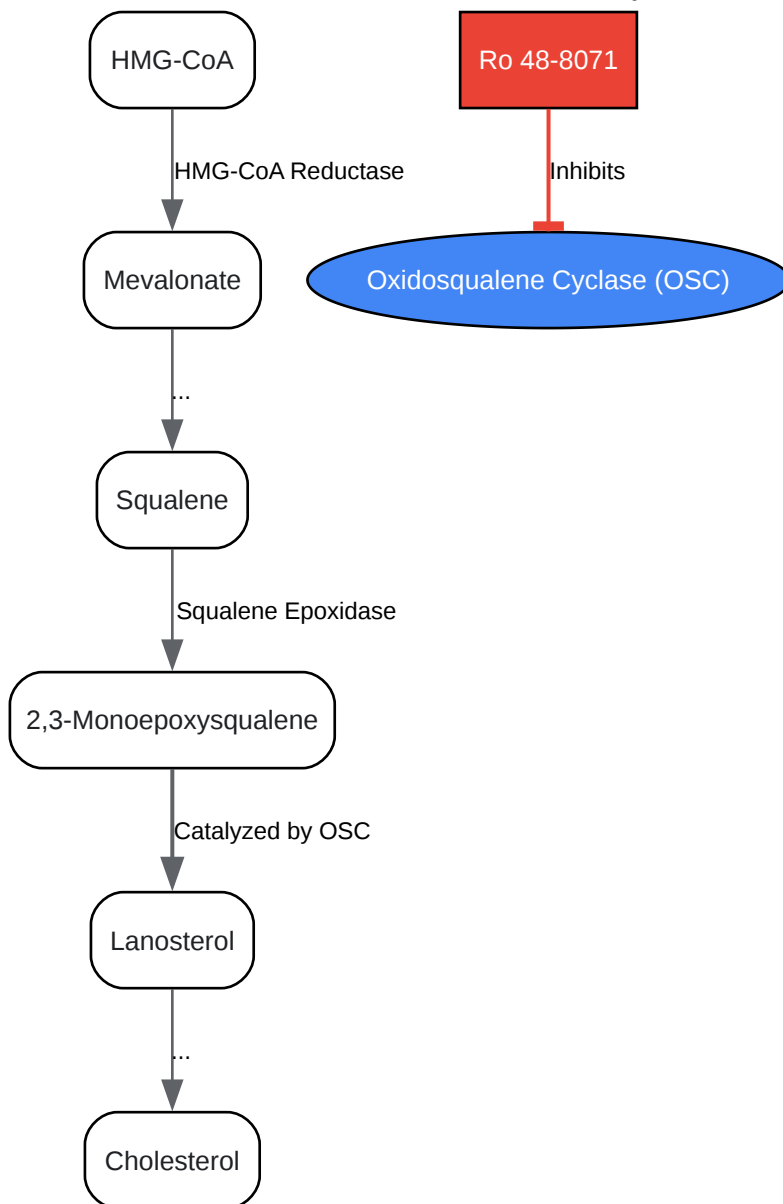 HMG-CoA
Ro 48-8071
HMG-CoA Reductase
Inhibits
Mevalonate
Oxidosqualene Cyclase (OSC)
...
Squalene
Squalene Epoxidase
2,3-Monoepoxysqualene
Catalyzed by OSC
Lanosterol
...
Cholesterol